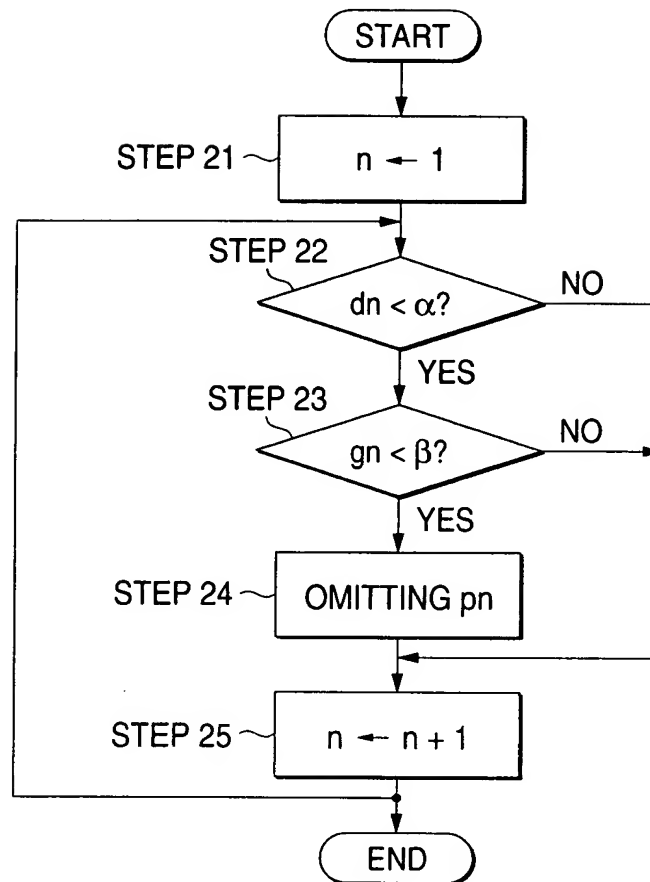 START
STEP 21
n ← 1
STEP 22
dn < α?
NO
YES
STEP 23
gn < β?
NO
YES
STEP 24
OMITTING pn
STEP 25
n ← n + 1
END